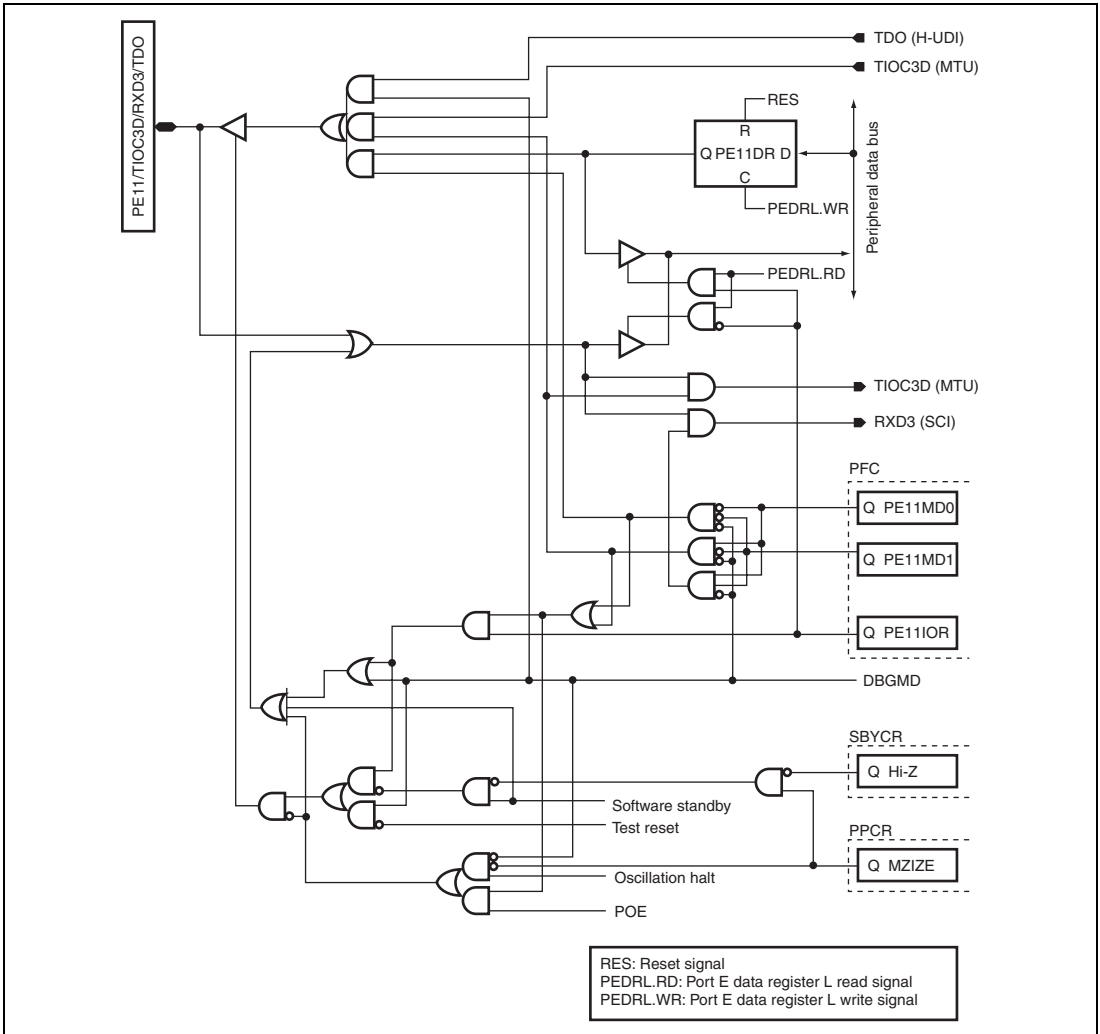 PE11/TIOC3D/RXD3/TDO
TDO (H-UDI)
TIOC3D (MTU)
RES
R
Q PE11DR D
C
PEDRL.WR
Peripheral data bus
PEDRL.RD
TIOC3D (MTU)
RXD3 (SCI)
PFC
Q PE11MD0
Q PE11MD1
Q PE11IOR
DBGMD
SBYCR
Q Hi-Z
Software standby
Test reset
PPCR
Q MZIZE
Oscillation halt
POE
RES: Reset signal
PEDRL.RD: Port E data register L read signal
PEDRL.WR: Port E data register L write signal